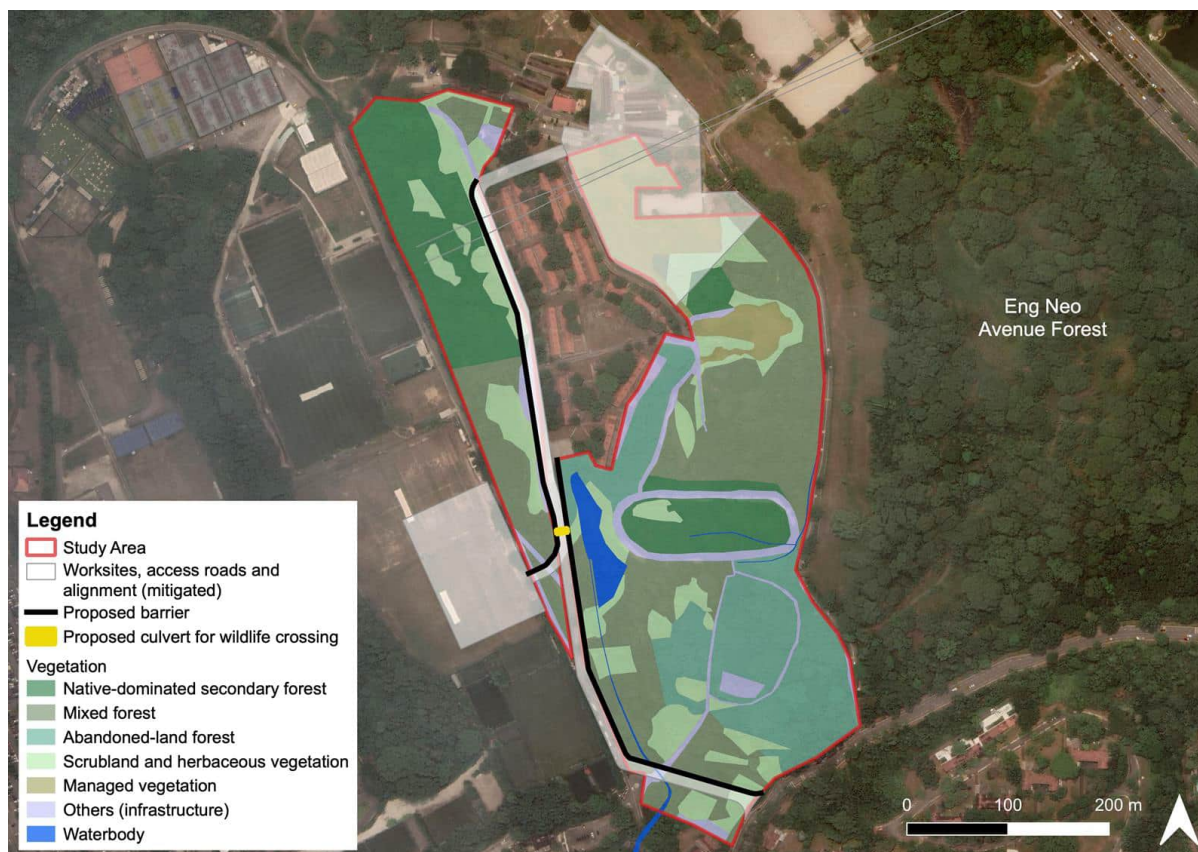 Eng Neo
Avenue Forest
Legend
Study Area
Worksites, access roads and
alignment (mitigated)
Proposed barrier
Proposed culvert for wildlife crossing
Vegetation
Native-dominated secondary forest
Mixed forest
Abandoned-land forest
Scrubland and herbaceous vegetation
Managed vegetation
Others (infrastructure)
Waterbody
0 100 200 m